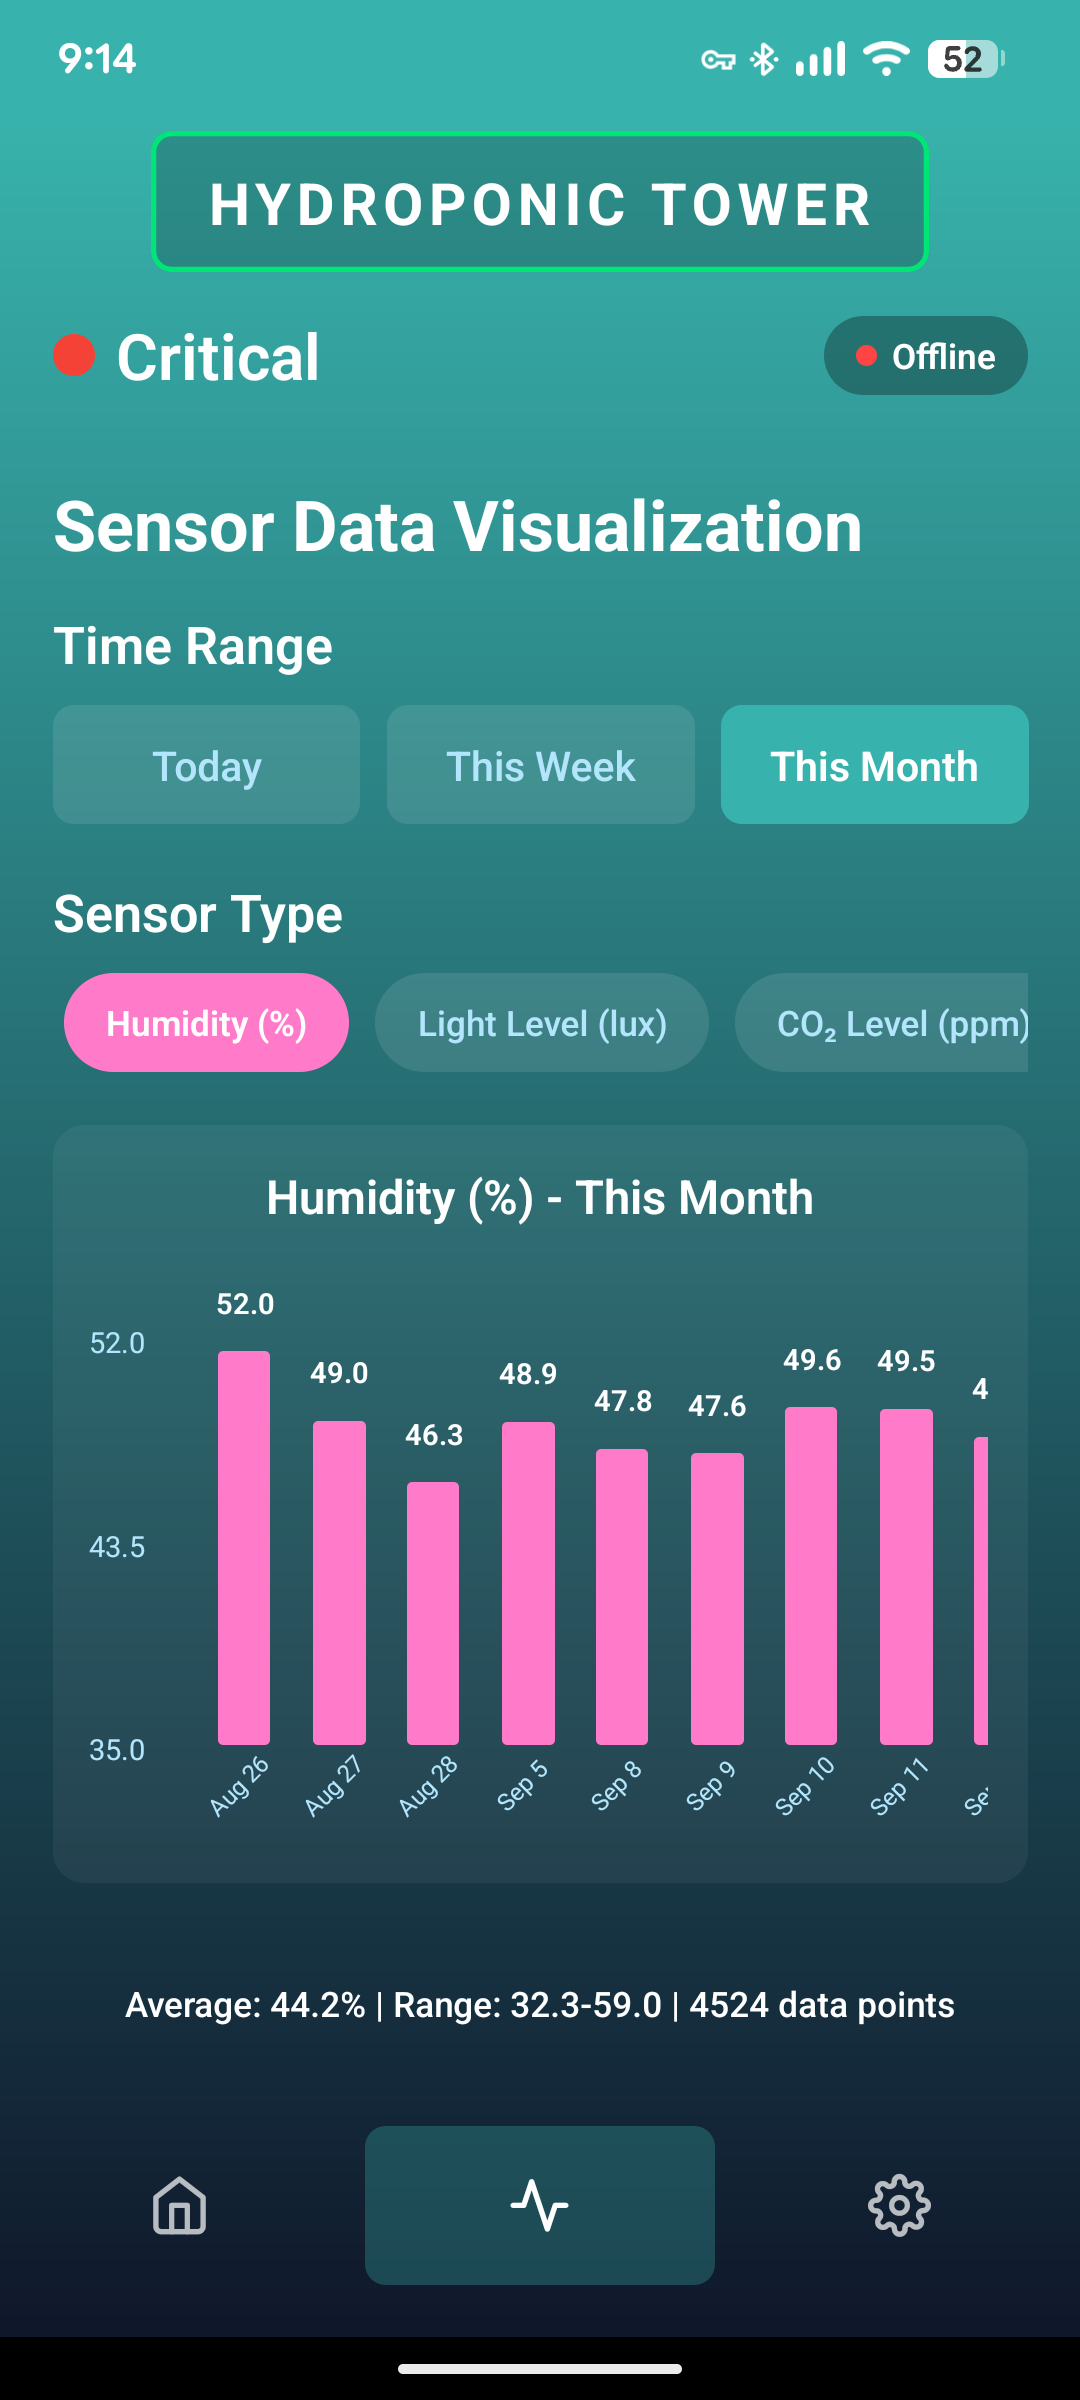 9:14
52
HYDROPONIC TOWER
Critical
Offline
Sensor Data Visualization
Time Range
Today
This Week
This Month
Sensor Type
Humidity (%)
Light Level (lux)
CO₂ Level (ppm)
Humidity (%) - This Month
52.0
43.5
35.0
52.0
49.0
46.3
48.9
47.8
47.6
49.6
49.5
4
Aug 26
Aug 27
Aug 28
Sep 5
Sep 8
Sep 9
Sep 10
Sep 11
Average: 44.2% | Range: 32.3-59.0 | 4524 data points